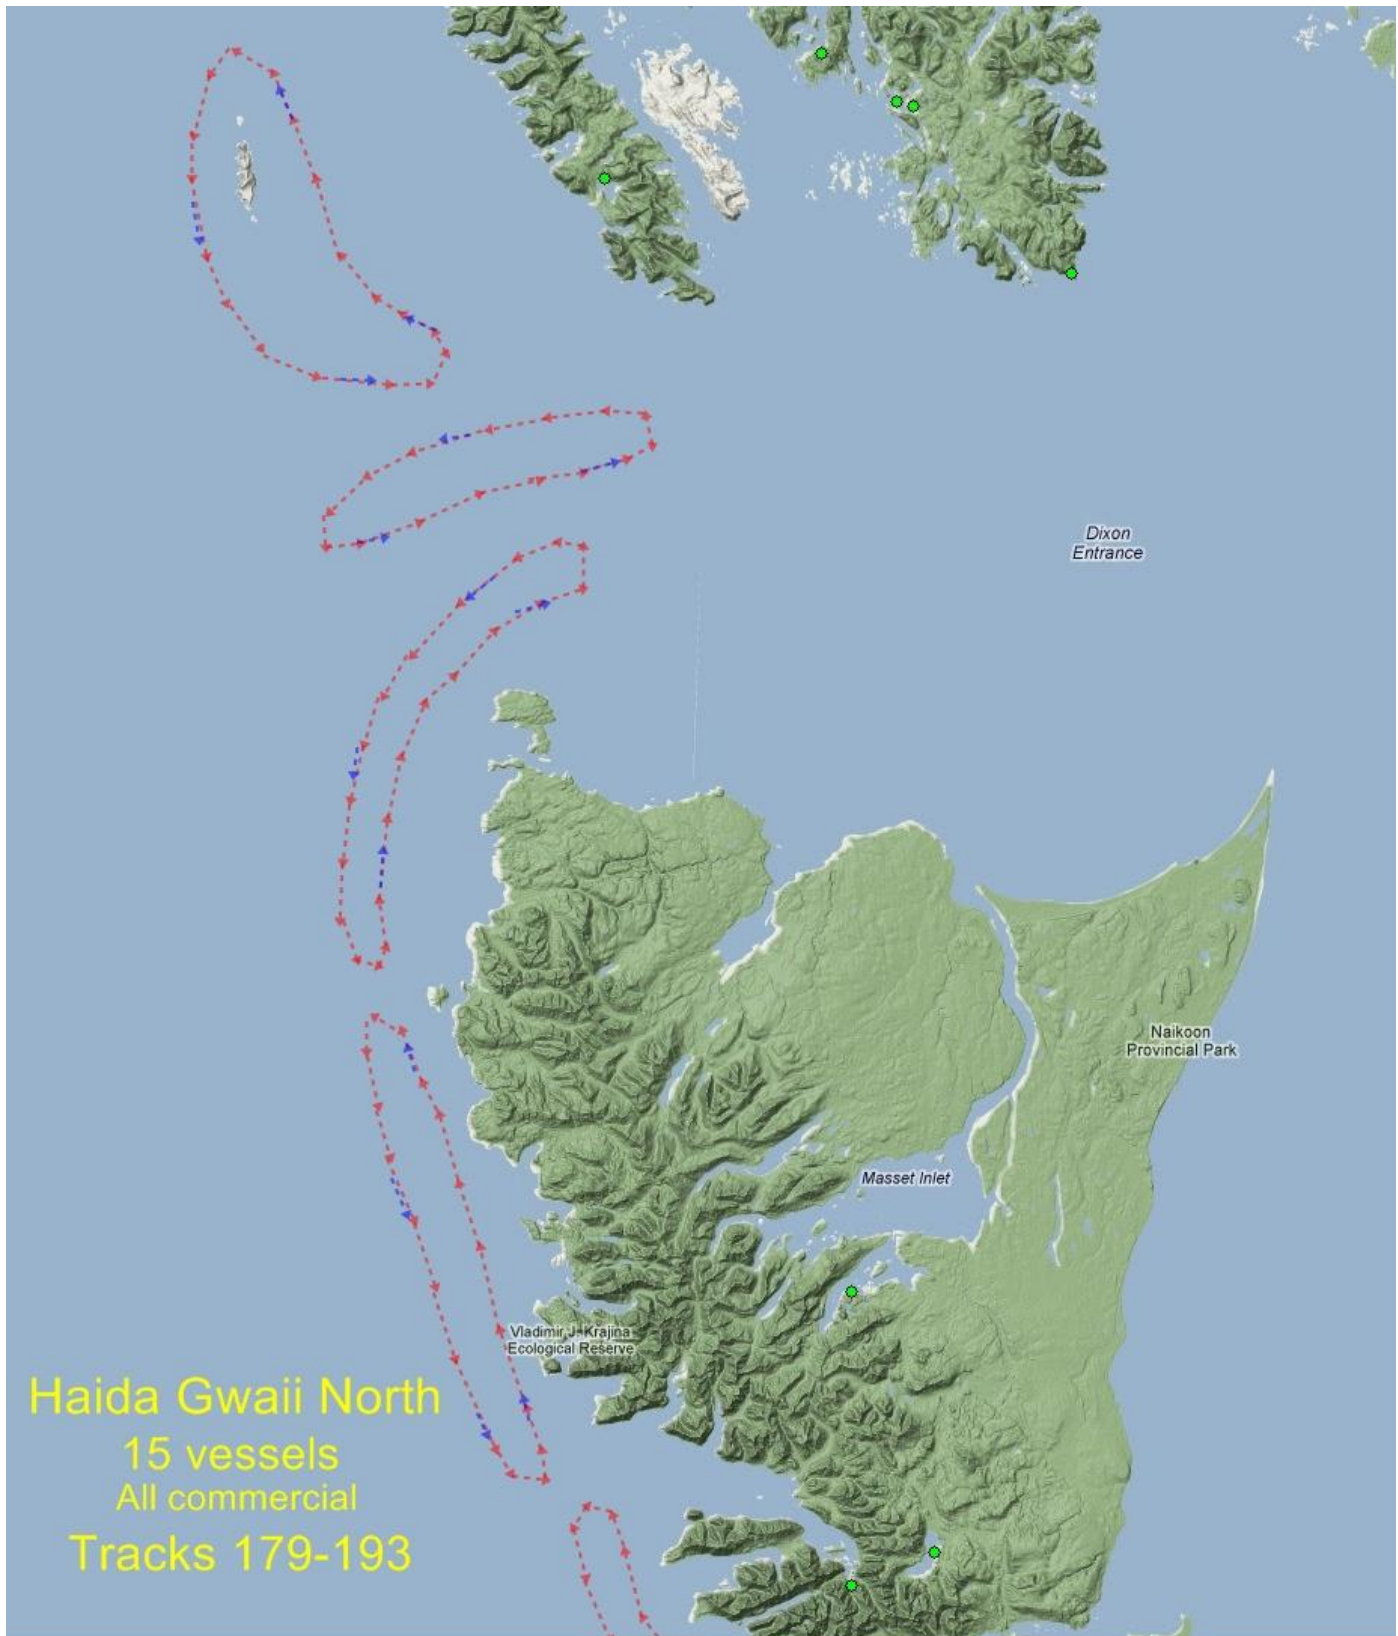 Dixon
Entrance
Naikoon
Provincial Park
Masset Inlet
Vladimir J. Krajina
Ecological Reserve
Haida Gwaii North
15 vessels
All commercial
Tracks 179-193